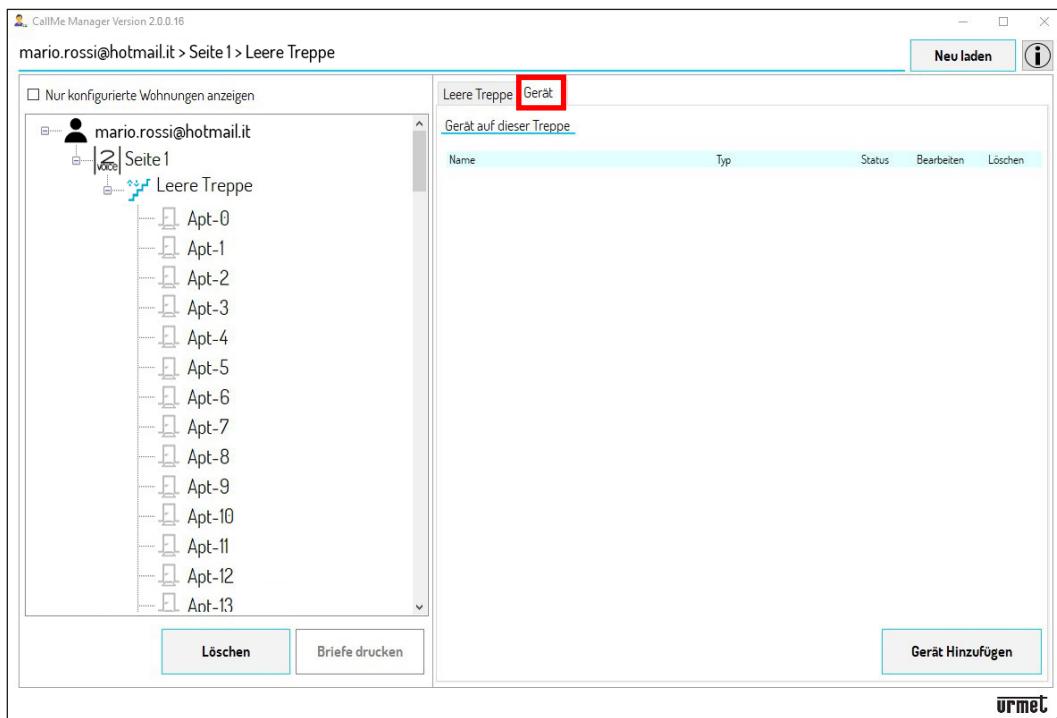 CallMe Manager Version 2.0.0.16
mario.rossi@hotmail.it > Seite 1 > Leere Treppe
Neu laden
Nur konfigurierte Wohnungen anzeigen
mario.rossi@hotmail.it
2 voice Seite 1
Leere Treppe
Apt-0
Apt-1
Apt-2
Apt-3
Apt-4
Apt-5
Apt-6
Apt-7
Apt-8
Apt-9
Apt-10
Apt-11
Apt-12
Apt-13
Löschen Briefe drucken
Leere Treppe Gerät
Gerät auf dieser Treppe
Name Typ Status Bearbeiten Löschen
Gerät Hinzufügen
urmet